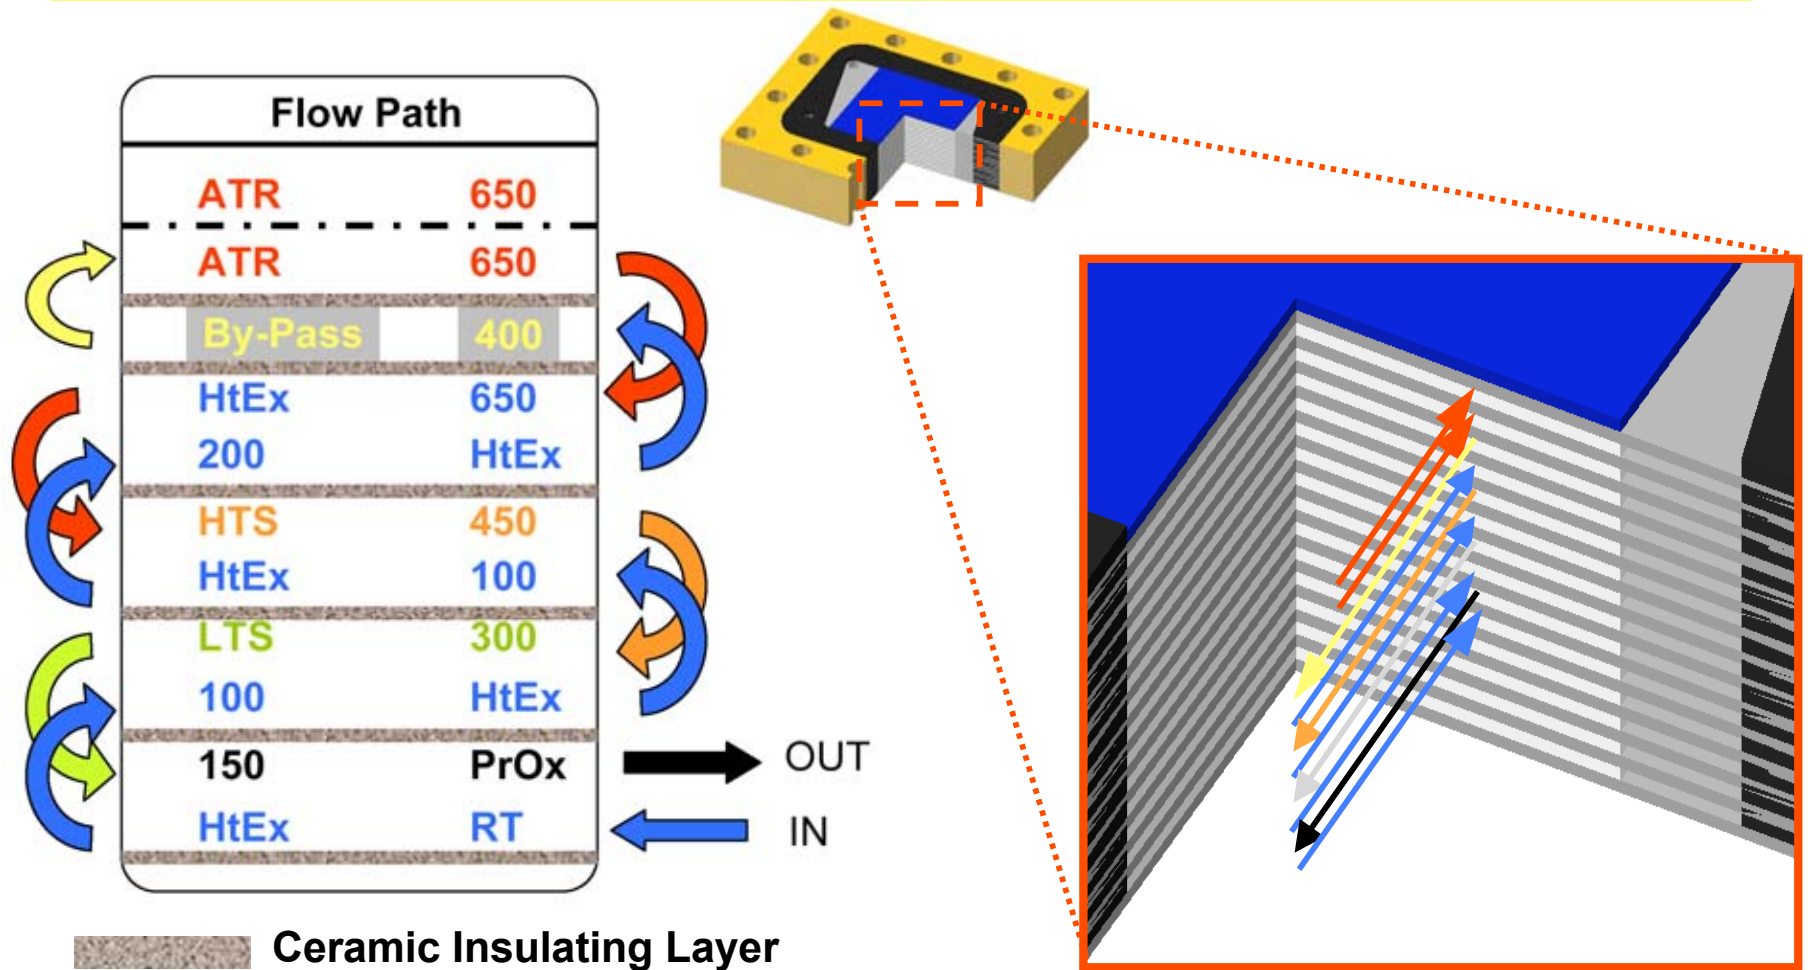 Flow Path
ATR 650
ATR 650
By-Pass 400
HtEx 650
200 HtEx
HTS 450
HtEx 100
LTS 300
100 HtEx
150 PrOx
OUT
HtEx RT
IN
Ceramic Insulating Layer